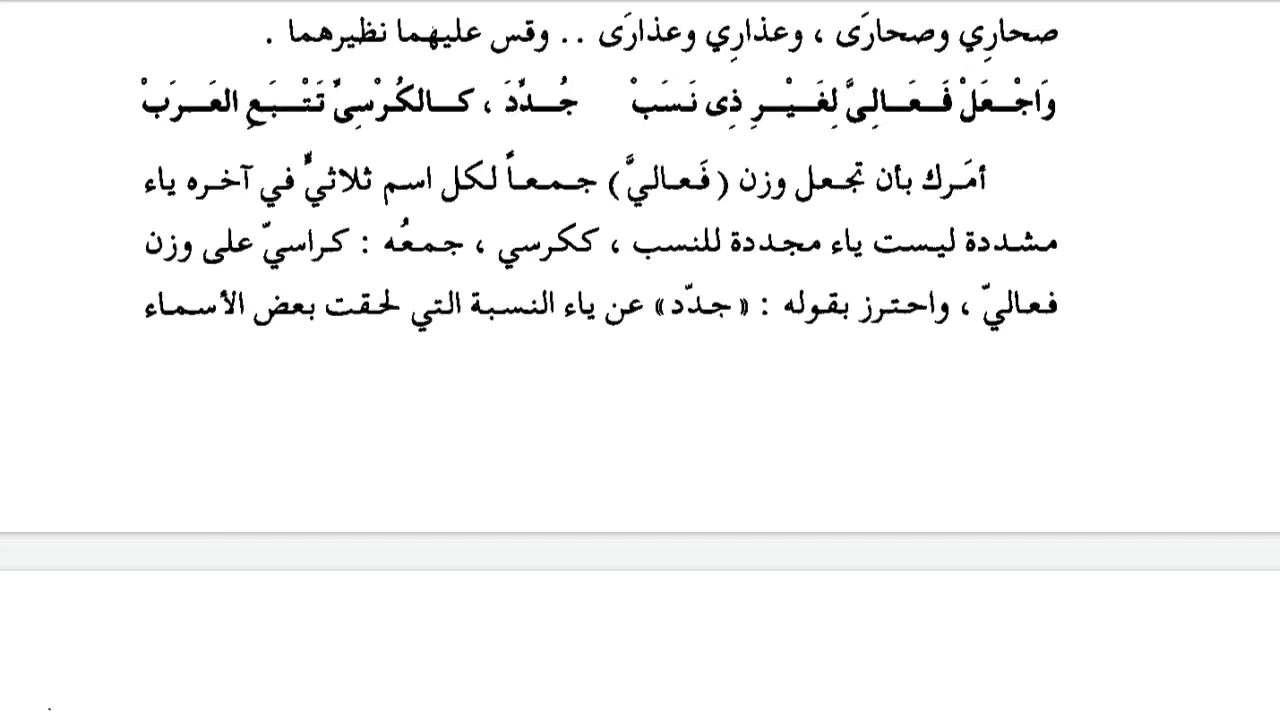 صحارِي وصحارَى ، وعذارِي وعذارَى .. وقس عليهما نظيرهما .
وَاجْعَلْ فَعَالِىَّ لِغَيْرِ ذِى نَسَبْ جُدِّدَ ، كالكُرْسِىِّ تَتْبَعِ العَرَبْ
أمَرك بأن تجعل وزن (فَعاليَّ) جمعاً لكل اسم ثلاثيٍّ في آخره ياء
مشددة ليست ياء مجددة للنسب ، ككرسي ، جمعُه : كراسيّ على وزن
فعاليّ ، واحترز بقوله : «جدّد» عن ياء النسبة التي لحقت بعض الأسماء